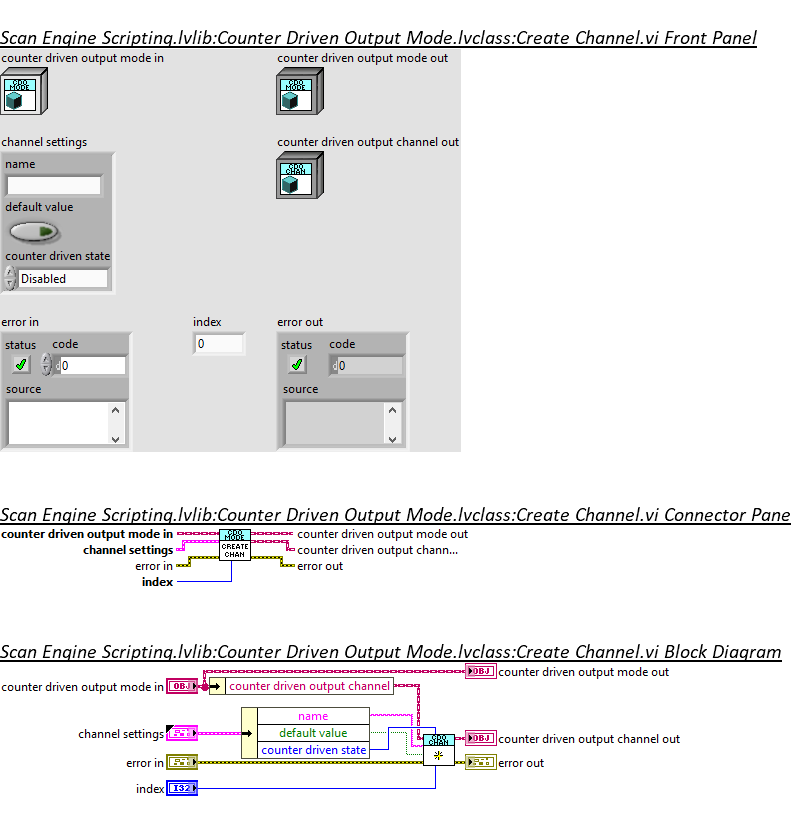 Scan Engine Scripting.lvlib:Counter Driven Output Mode.lvclass:Create Channel.vi Front Panel
counter driven output mode in
counter driven output mode out
CDO
MODE
CDO
MODE
channel settings
counter driven output channel out
name
CDO
CHAN
default value
counter driven state
Disabled
error in
index
error out
status
code
0
status
code
d
0
d
0
source
source
Scan Engine Scripting.lvlib:Counter Driven Output Mode.lvclass:Create Channel.vi Connector Pane
counter driven output mode in
CDO
MODE
counter driven output mode out
channel settings
CREATE
CHAN
counter driven output chann...
error in
error out
index
Scan Engine Scripting.lvlib:Counter Driven Output Mode.lvclass:Create Channel.vi Block Diagram
OBJ
counter driven output mode out
counter driven output mode in
OBJ
counter driven output channel
name
channel settings
default value
CDO
CHAN
OBJ
counter driven output channel out
counter driven state
error in
error out
index
I32